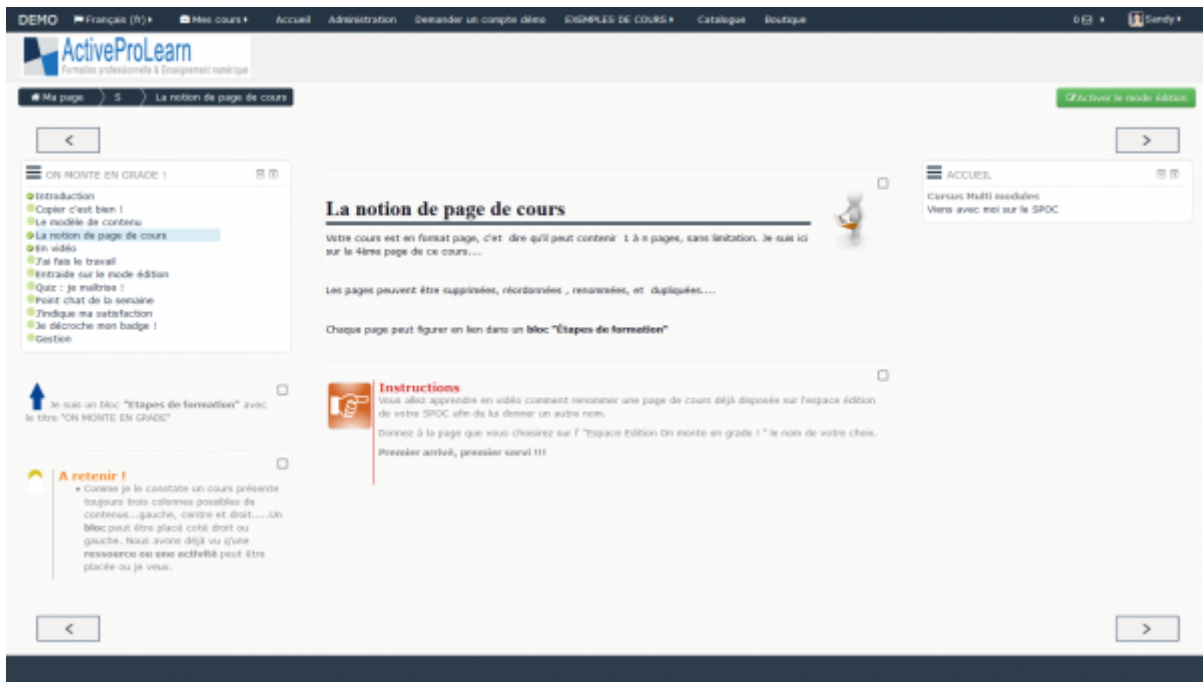 DEMO Français (fr) Mes cours Accueil Administration Demander un compte démo EXEMPLES DE COURS Catalogue Boutique 0 Sandy
ActiveProLearn
Formation professionnelle & Enseignement numérique
Ma page S La notion de page de cours
Activer le mode édition
<
>
ON MONTE EN GRADE !
Introduction
Copier c'est bien !
Le modèle de contenu
La notion de page de cours
En vidéo
J'ai fais le travail
Entraide sur le mode édition
Quiz : je maîtrise !
Point chat de la semaine
J'indique ma satisfaction
Je décroche mon badge !
Gestion
Je suis un bloc "Etapes de formation" avec
le titre "ON MONTE EN GRADE"
A retenir !
Comme je le constate un cours présente
toujours trois colonnes possibles de
contenus...gauche, centre et droit.....Un
bloc peut être placé coté droit ou
gauche. Nous avons déjà vu q'une
ressource ou une activité peut être
placée ou je veux.
La notion de page de cours
Votre cours est en format page, c'et dire qu'il peut contenir 1 à n pages, sans limitation. Je suis ici
sur la 4ème page de ce cours....
Les pages peuvent être supprimées, réordonnées , renommées, et dupliquées....
Chaque page peut figurer en lien dans un bloc "Étapes de formation"
Instructions
Vous allez apprendre en vidéo comment renommer une page de cours déjà disposée sur l'espace édition
de votre SPOC afin de lui donner un autre nom.
Donnez à la page que vous choisirez sur l' "Espace Edition On monte en grade ! " le nom de votre choix.
Premier arrivé, premier servi !!!
ACCUEIL
Cursus Multi modules
Viens avec moi sur le SPOC
<
>